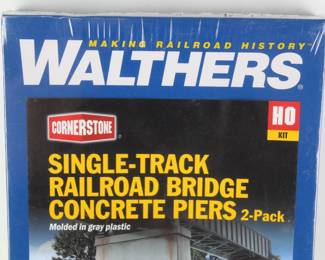 MAKING RAILROAD HISTORY
WALTHERS®
CORNERSTONE
HO
KIT
SINGLE-TRACK
RAILROAD BRIDGE
CONCRETE PIERS 2-Pack
Molded in gray plastic